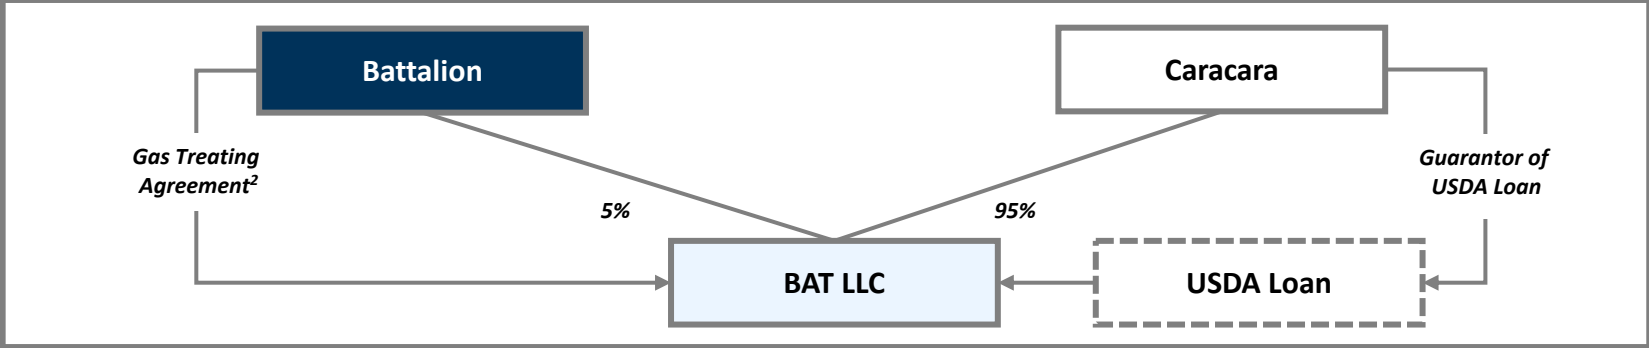 Battalion
Caracara
Gas Treating
Agreement²
Guarantor of
USDA Loan
5%
95%
BAT LLC
USDA Loan